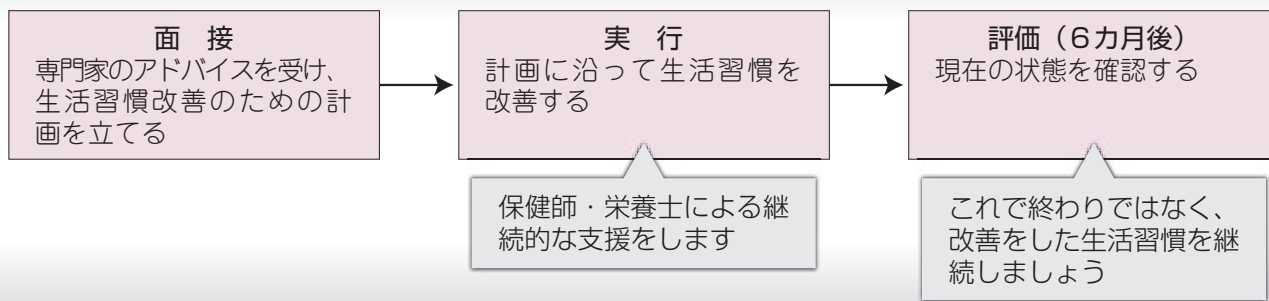 面　接
専門家のアドバイスを受け、
生活習慣改善のための計
画を立てる
実　行
計画に沿って生活習慣を
改善する
保健師・栄養士による継
続的な支援をします
評価（６カ月後）
現在の状態を確認する
これで終わりではなく、
改善をした生活習慣を継
続しましょう